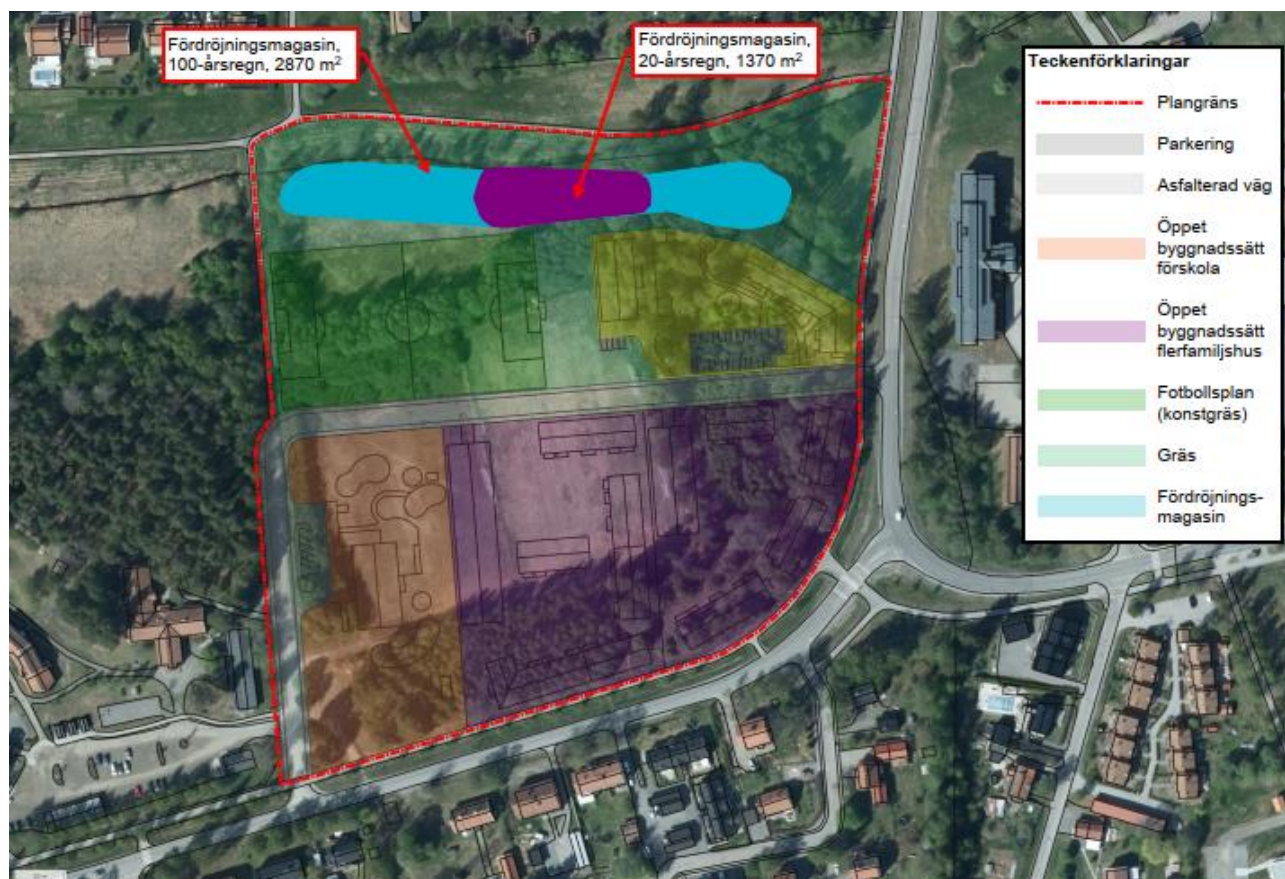 Fördröjningsmagasin,
100-årsregn, 2870 m²
Fördröjningsmagasin,
20-årsregn, 1370 m²
Teckenförklaringar
Plangräns
Parkering
Asfalterad väg
Öppet
byggnadssätt
förskola
Öppet
byggnadssätt
flerfamiljshus
Fotbollsplan
(konstgräs)
Gräs
Fördröjnings-
magasin